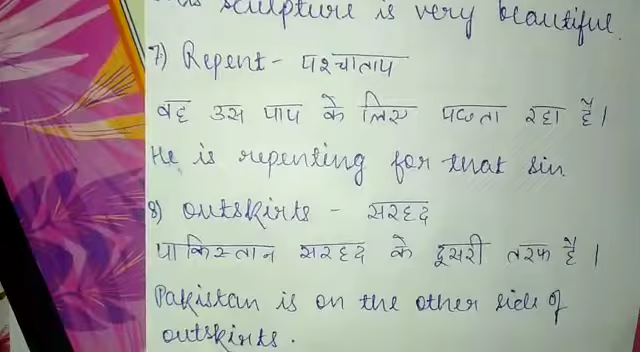 sculpture is very beautiful.
7) Repent - पश्चाताप
वह उस पाप के लिए पछता रहा है।
He is repenting for that sin.
8) outskirts - सरहद
पाकिस्तान सरहद के दूसरी तरफ है।
Pakistan is on the other side of
outskirts.